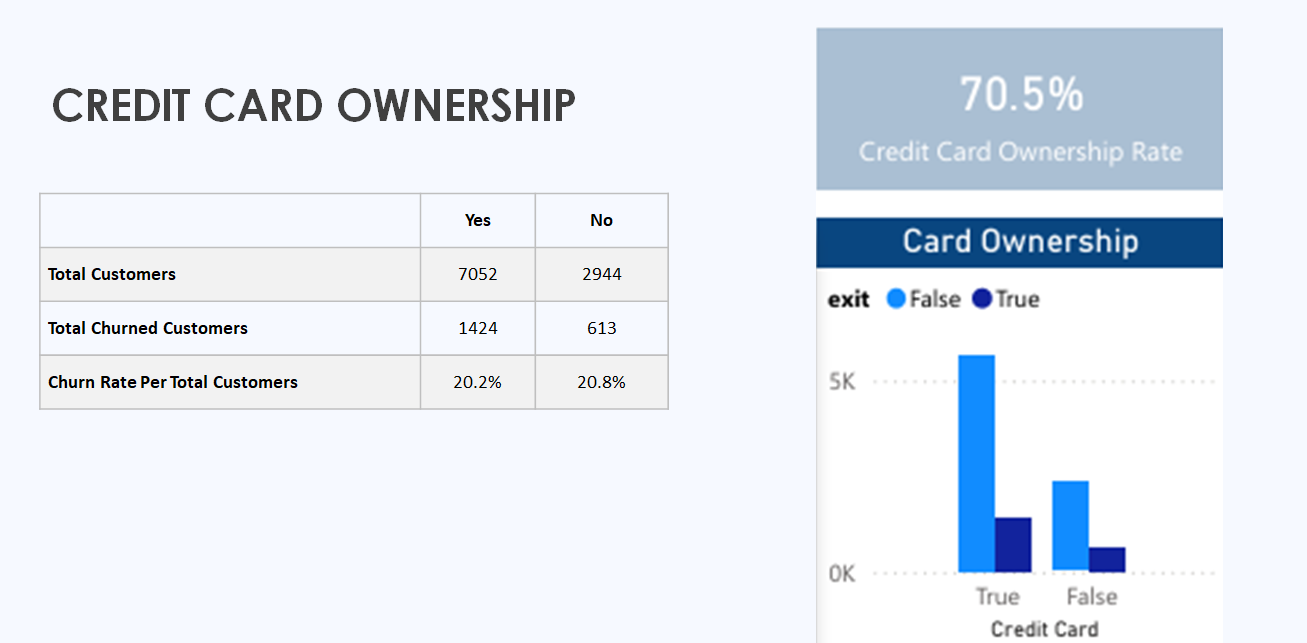 CREDIT CARD OWNERSHIP
Yes No
Total Customers 7052 2944
Total Churned Customers 1424 613
Churn Rate Per Total Customers 20.2% 20.8%
70.5%
Credit Card Ownership Rate
Card Ownership
exit False True
5K
0K
True False
Credit Card